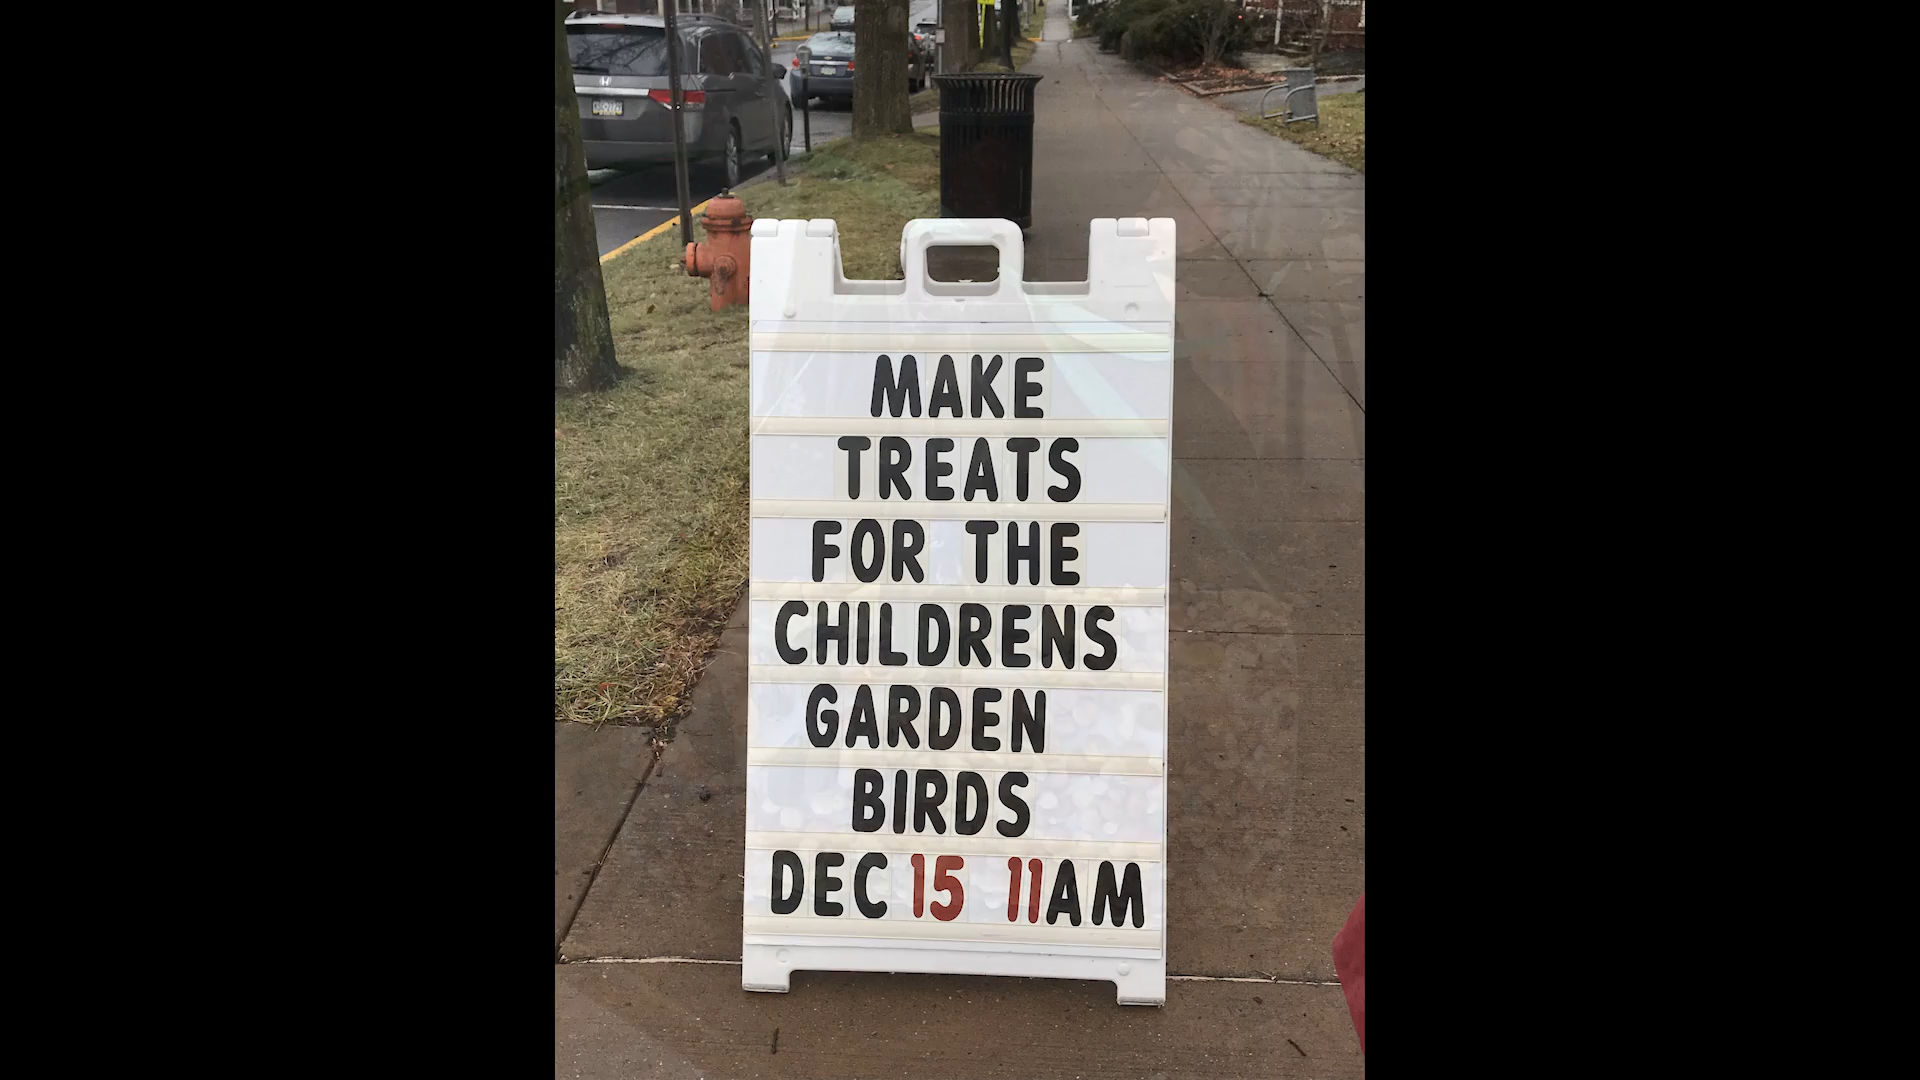 MAKE
TREATS
FOR THE
CHILDRENS
GARDEN
BIRDS
DEC 15 11AM